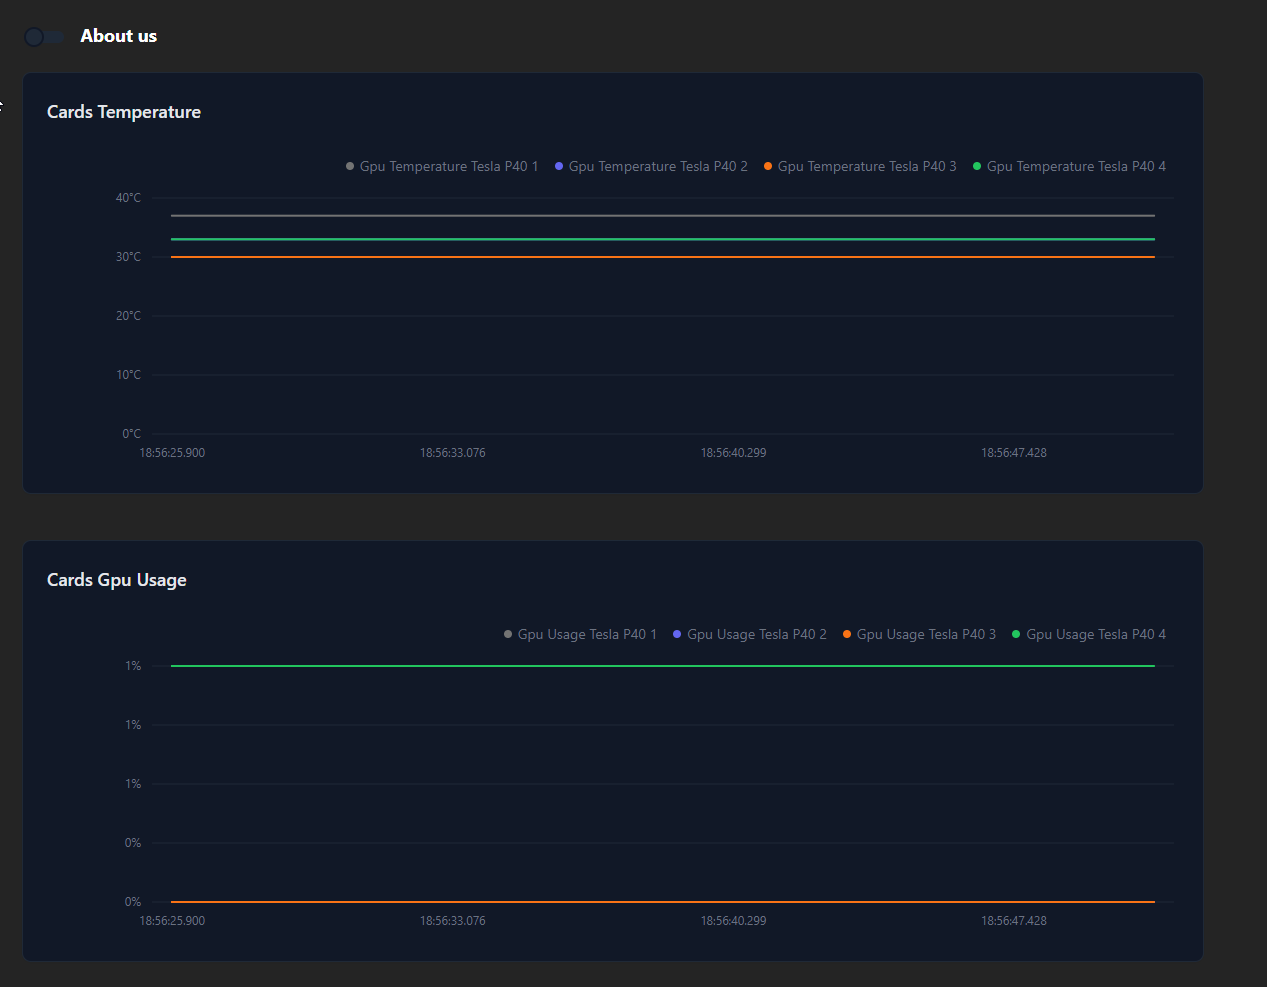 About us
Cards Temperature
Gpu Temperature Tesla P40 1 Gpu Temperature Tesla P40 2 Gpu Temperature Tesla P40 3 Gpu Temperature Tesla P40 4
40°C
30°C
20°C
10°C
0°C
18:56:25.900 18:56:33.076 18:56:40.299 18:56:47.428
Cards Gpu Usage
Gpu Usage Tesla P40 1 Gpu Usage Tesla P40 2 Gpu Usage Tesla P40 3 Gpu Usage Tesla P40 4
1%
1%
1%
0%
0%
18:56:25.900 18:56:33.076 18:56:40.299 18:56:47.428